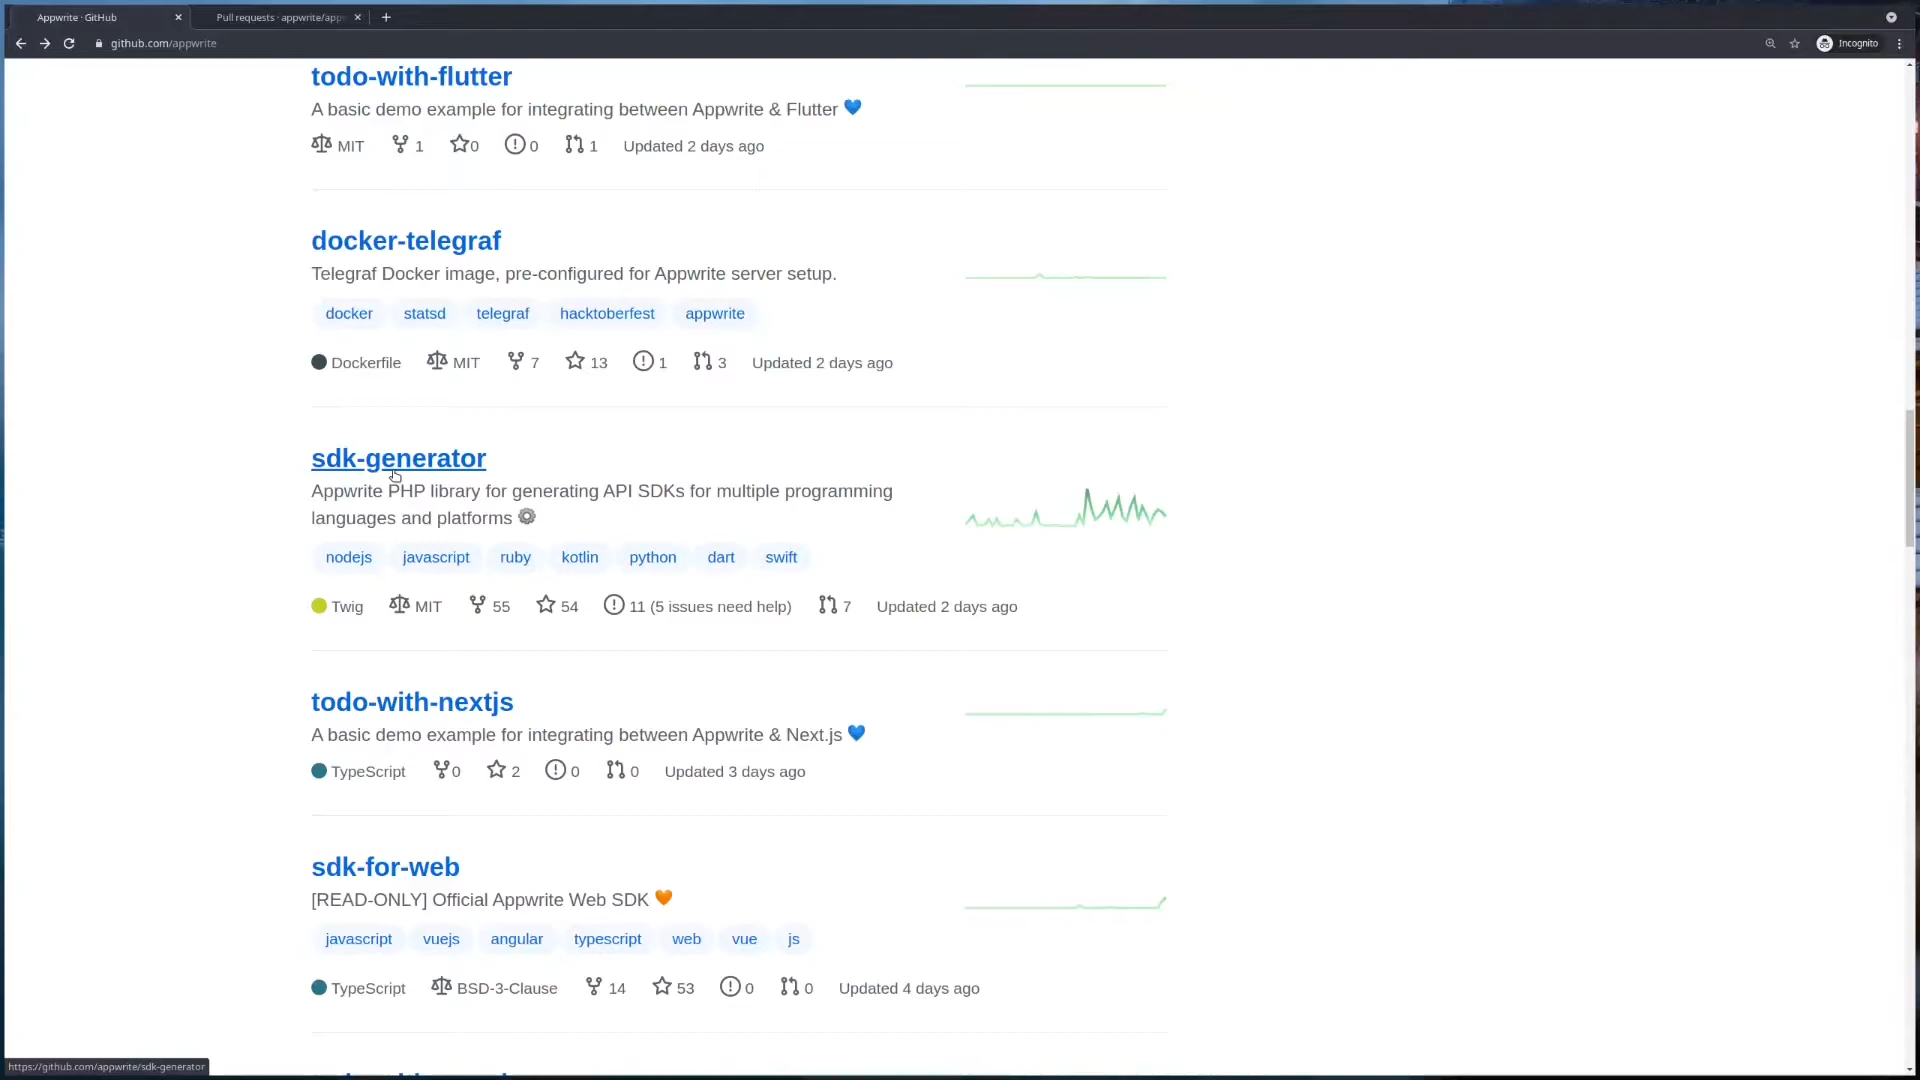 Appwrite · GitHub
Pull requests · appwrite/appw
github.com/appwrite
Incognito
todo-with-flutter
A basic demo example for integrating between Appwrite & Flutter 💙
MIT 1 0 0 1 Updated 2 days ago
docker-telegraf
Telegraf Docker image, pre-configured for Appwrite server setup.
docker statsd telegraf hacktoberfest appwrite
Dockerfile MIT 7 13 1 3 Updated 2 days ago
sdk-generator
Appwrite PHP library for generating API SDKs for multiple programming
languages and platforms ⚙️
nodejs javascript ruby kotlin python dart swift
Twig MIT 55 54 11 (5 issues need help) 7 Updated 2 days ago
todo-with-nextjs
A basic demo example for integrating between Appwrite & Next.js 💙
TypeScript 0 2 0 0 Updated 3 days ago
sdk-for-web
[READ-ONLY] Official Appwrite Web SDK 🧡
javascript vuejs angular typescript web vue js
TypeScript BSD-3-Clause 14 53 0 0 Updated 4 days ago
https://github.com/appwrite/sdk-generator